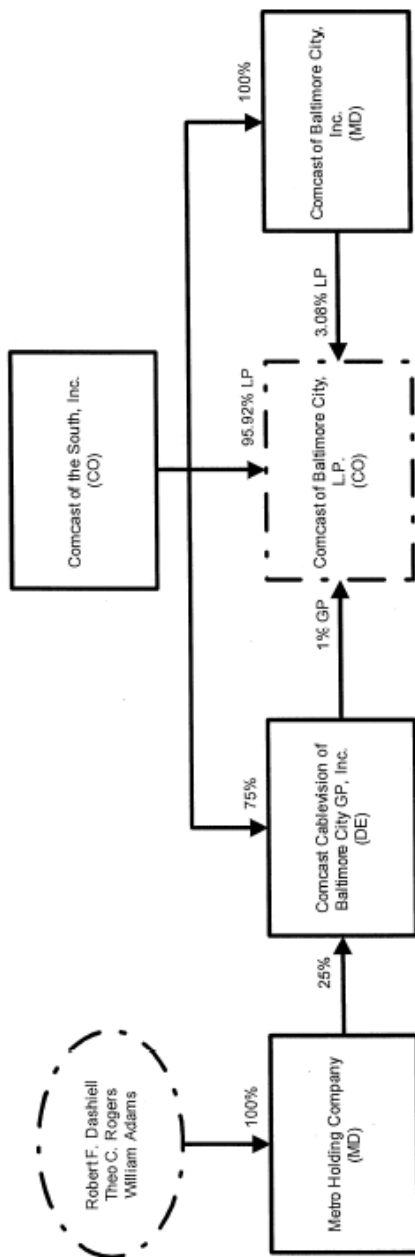 Comcast of the South, Inc.
(CO)
Robert F. Dashiell
Theo C. Rogers
William Adams
100%
75%
95.92% LP
100%
Metro Holding Company
(MD)
25%
Comcast Cablevision of
Baltimore City GP, Inc.
(DE)
1% GP
Comcast of Baltimore City,
L.P.
(CO)
3.08% LP
Comcast of Baltimore City,
Inc.
(MD)